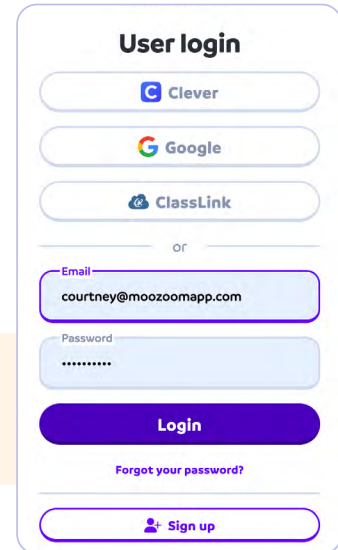 User login
Clever
Google
ClassLink
or
Email
courtney@moozoomapp.com
Password
••••••••••
Login
Forgot your password?
Sign up